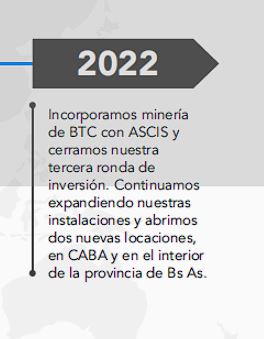 2022
Incorporamos minería
de BTC con ASCIS y
cerramos nuestra
tercera ronda de
inversión. Continuamos
expandiendo nuestras
instalaciones y abrimos
dos nuevas locaciones,
en CABA y en el interior
de la provincia de Bs As.